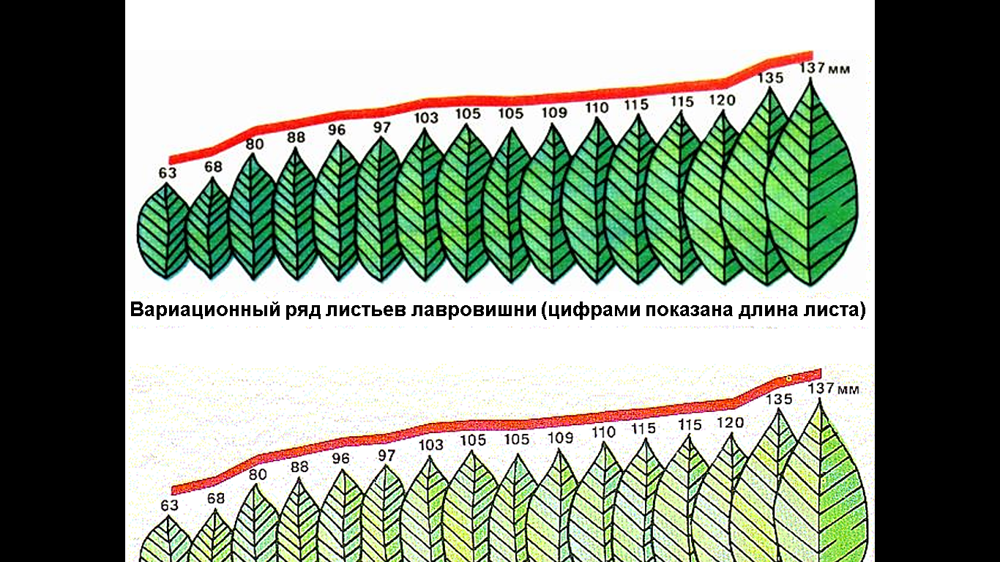 63 68 80 88 96 97 103 105 105 109 110 115 115 120 135 137 мм
Вариационный ряд листьев лавровишни (цифрами показана длина листа)
63 68 80 88 96 97 103 105 105 109 110 115 115 120 135 137 мм